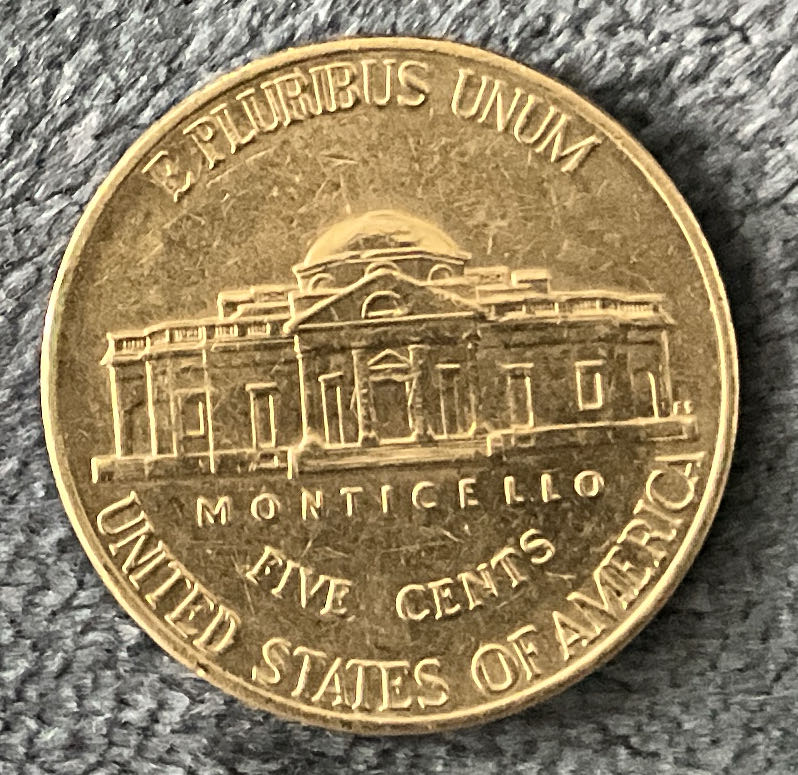 E PLURIBUS UNUM
MONTICELLO
FIVE CENTS
UNITED STATES OF AMERICA